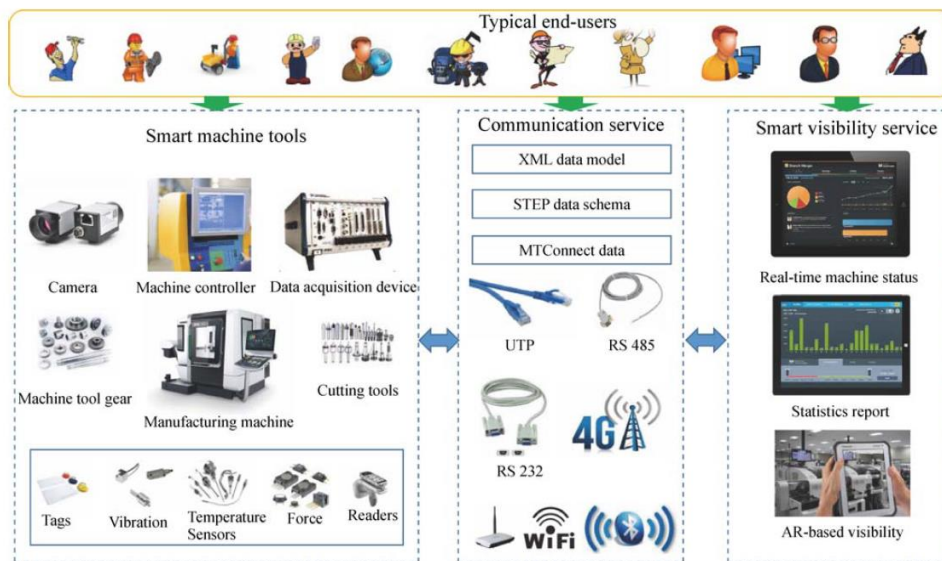 Typical end-users
Smart machine tools
Camera
Machine controller
Data acquisition device
Machine tool gear
Manufacturing machine
Cutting tools
Tags
Vibration
Temperature
Sensors
Force
Readers
Communication service
XML data model
STEP data schema
MTConnect data
UTP
RS 485
RS 232
4G
WiFi
Smart visibility service
Real-time machine status
Statistics report
AR-based visibility